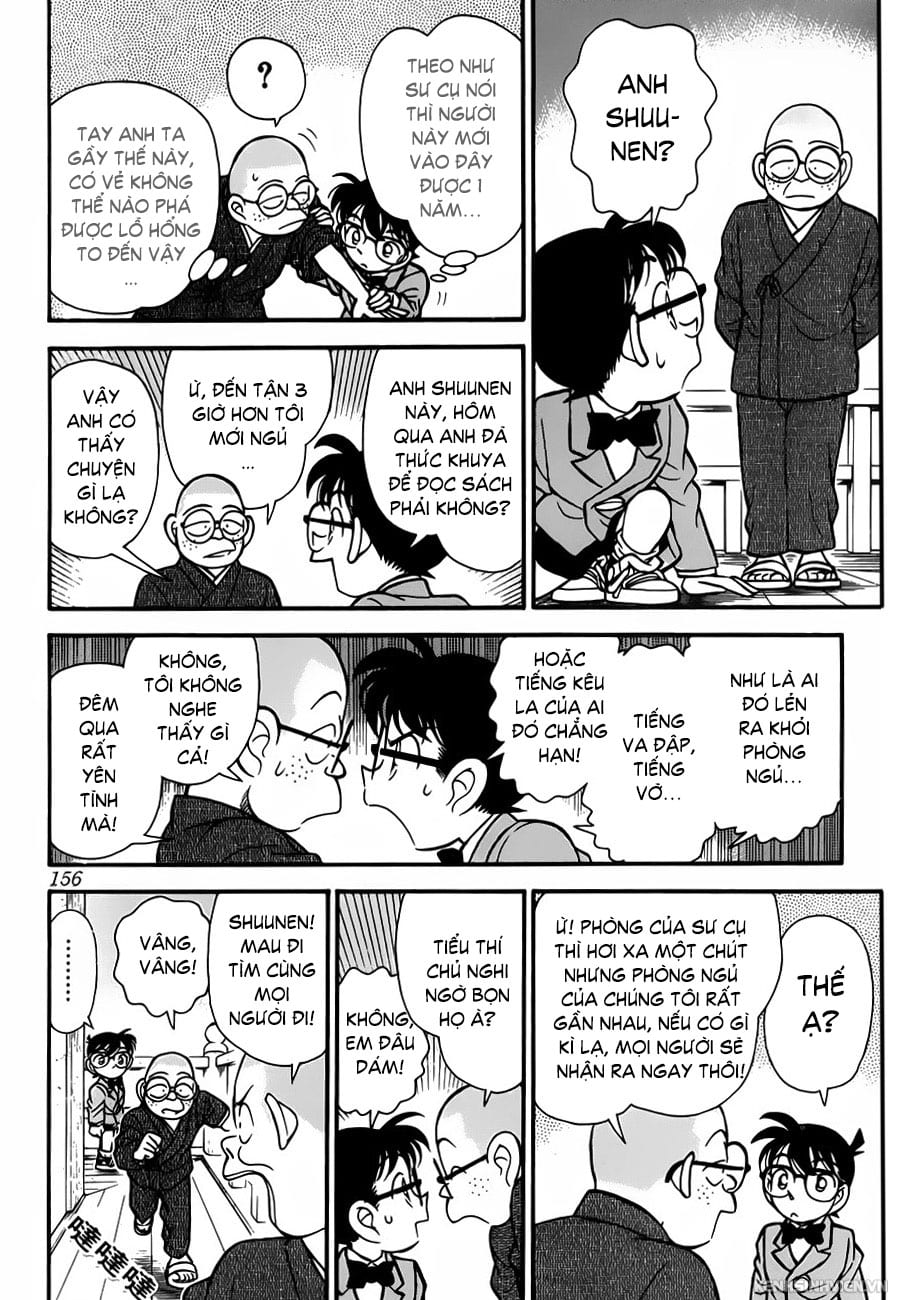 ANH
SHUU-
NEN?
THEO NHƯ
SƯ CỤ NÓI
THÌ NGƯỜI
NÀY MỚI
VÀO ĐÂY
ĐƯỢC 1
NĂM...
?
TAY ANH TA
GẦY THẾ NÀY,
CÓ VẺ KHÔNG
THỂ NÀO PHÁ
ĐƯỢC LỖ HỔNG
TO ĐẾN VẬY
...
ANH SHUUNEN
NÀY, HÔM
QUA ANH ĐÃ
THỨC KHUYA
ĐỂ ĐỌC SÁCH
PHẢI KHÔNG?
Ừ, ĐẾN TẬN 3
GIỜ HƠN TÔI
MỚI NGỦ
...
VẬY
ANH CÓ
THẤY
CHUYỆN
GÌ LẠ
KHÔNG?
NHƯ LÀ AI
ĐÓ LÉN
RA KHỎI
PHÒNG
NGỦ...
TIẾNG
VA ĐẬP,
TIẾNG
VỠ...
HOẶC
TIẾNG KÊU
LA CỦA AI
ĐÓ CHẲNG
HẠN!
KHÔNG,
TÔI KHÔNG
NGHE
THẤY GÌ
CẢ!
ĐÊM
QUA
RẤT
YÊN
TĨNH
MÀ!
156
THẾ
Ạ?
Ừ! PHÒNG CỦA SƯ CỤ
THÌ HƠI XA MỘT CHÚT
NHƯNG PHÒNG NGỦ
CỦA CHÚNG TÔI RẤT
GẦN NHAU, NẾU CÓ GÌ
KÌ LẠ, MỌI NGƯỜI SẼ
NHẬN RA NGAY THÔI!
TIỂU THÍ
CHỦ NGHI
NGỜ BỌN
HỌ À?
KHÔNG,
EM ĐÂU
DÁM!
SHUUNEN!
MAU ĐI
TÌM CÙNG
MỌI
NGƯỜI ĐI!
VÂNG,
VÂNG!
.........
噠噠噠